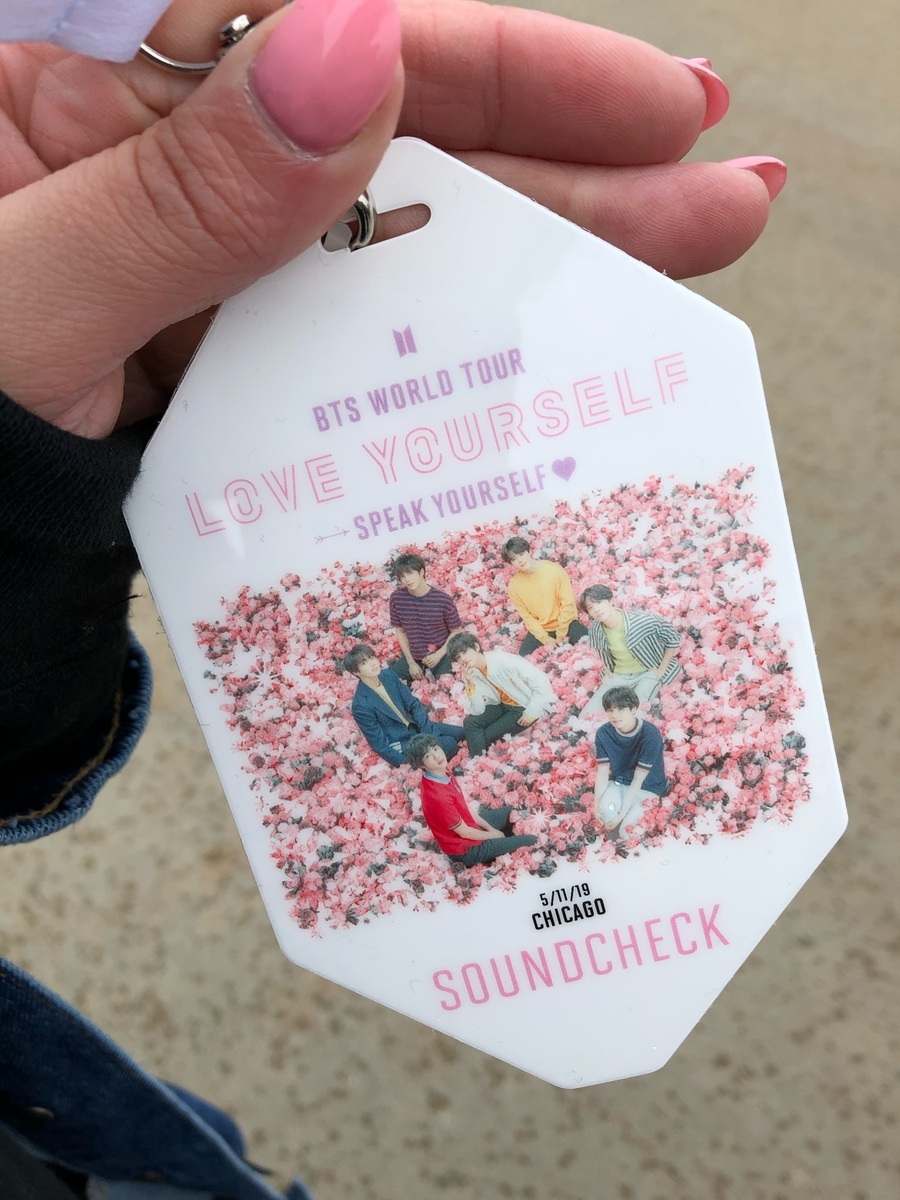 BTS WORLD TOUR
LOVE YOURSELF
SPEAK YOURSELF
5/11/19
CHICAGO
SOUNDCHECK